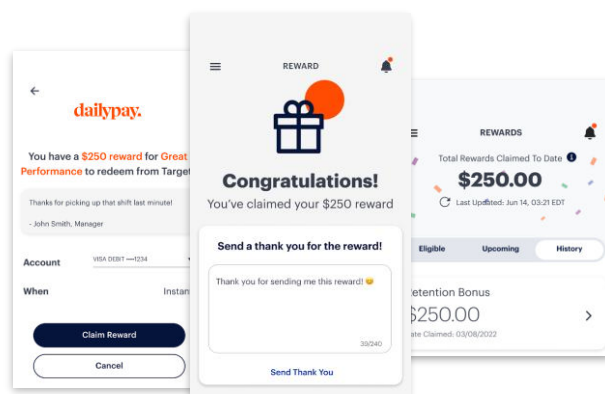 dailypay.
You have a $250 reward for Great
Performance to redeem from Target
Thanks for picking up that shift last minute!
- John Smith, Manager
Account VISA DEBIT —1234
When Instan
Claim Reward
Cancel
REWARD
Congratulations!
You've claimed your $250 reward
Send a thank you for the reward!
Thank you for sending me this reward! 😊
39/240
Send Thank You
REWARDS
Total Rewards Claimed To Date
$250.00
Last Updated: Jun 14, 03:21 EDT
Eligible Upcoming History
etention Bonus
$250.00
ate Claimed: 03/08/2022